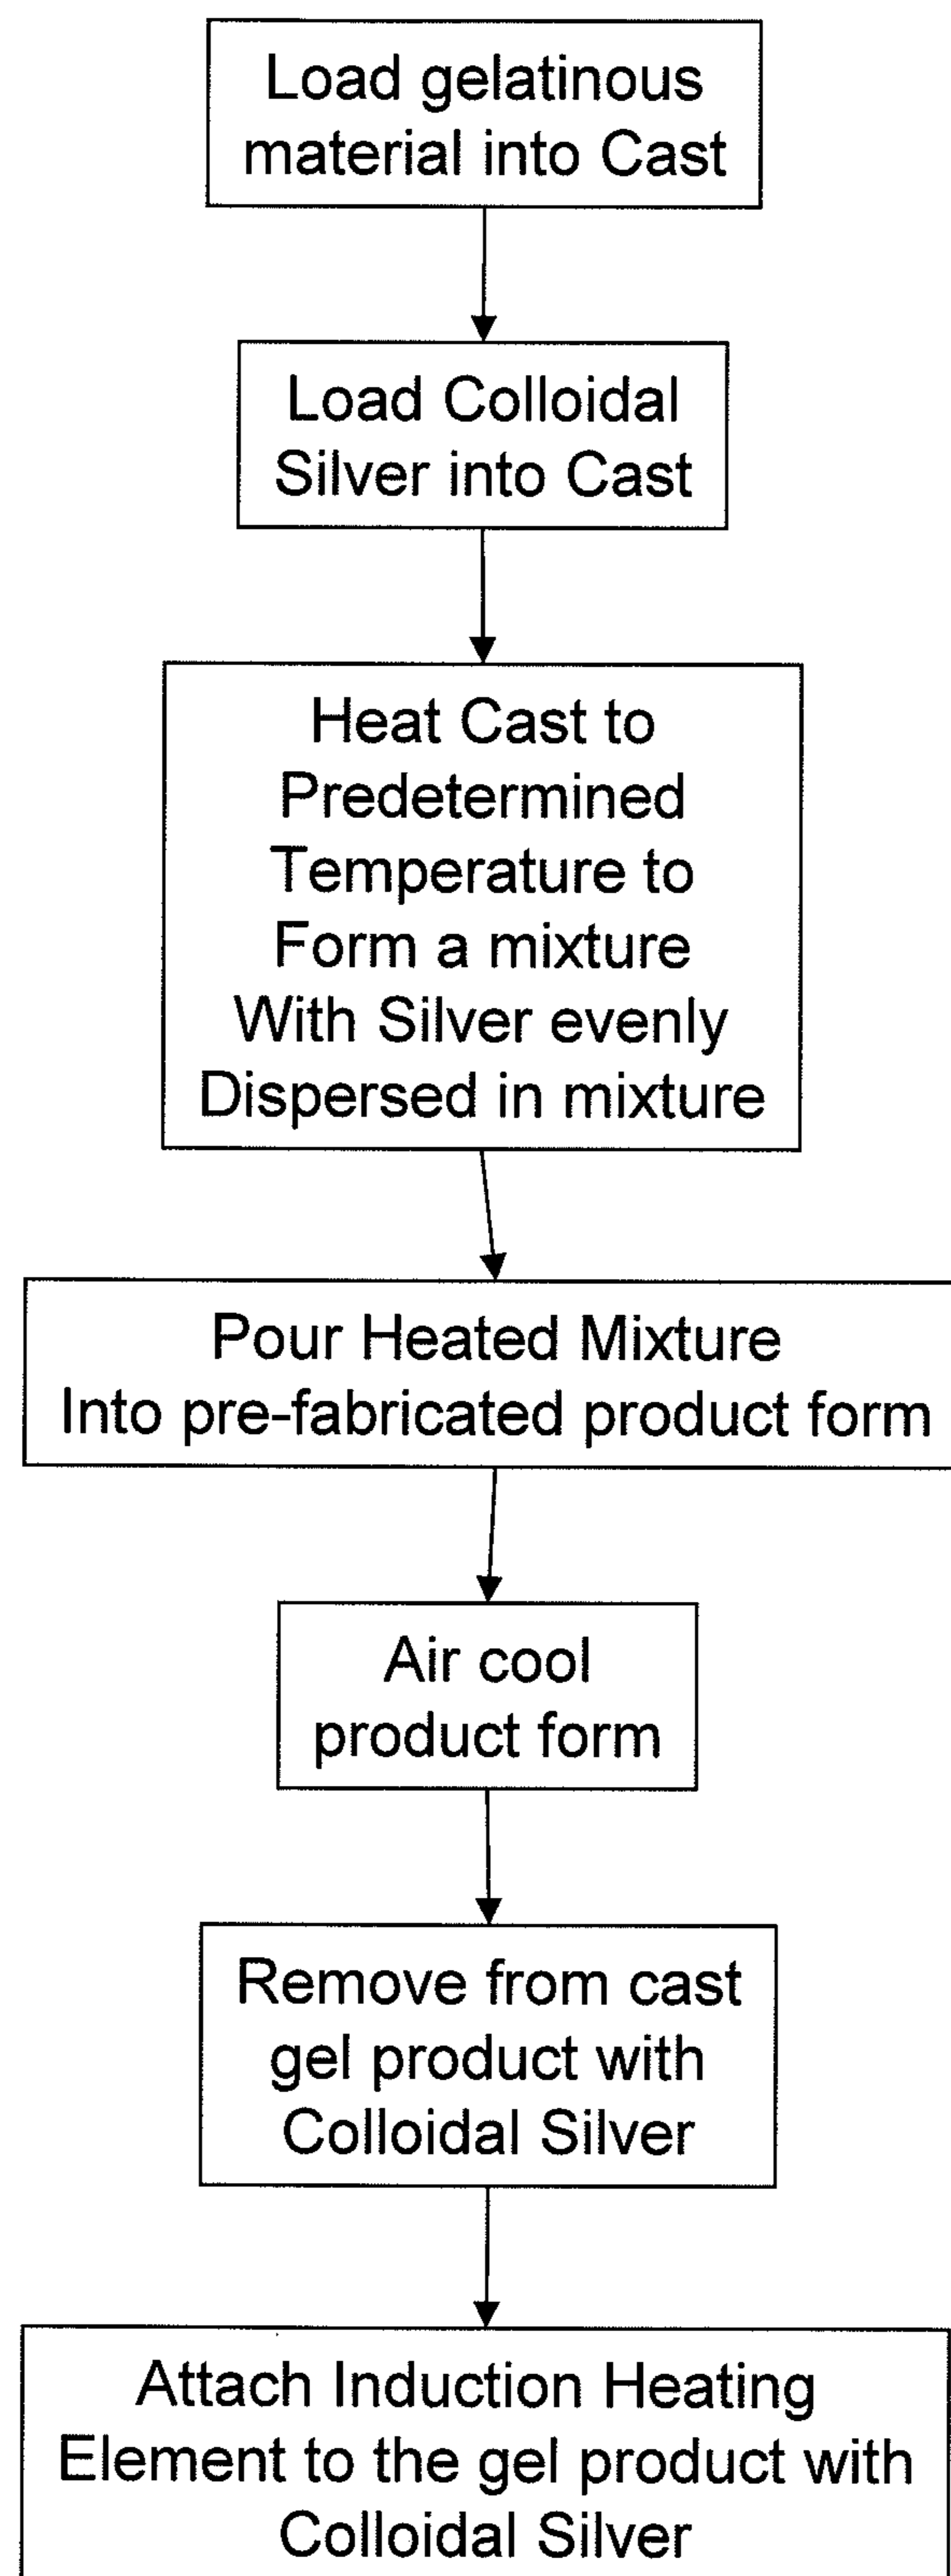 Load gelatinous
material into Cast
Load Colloidal
Silver into Cast
Heat Cast to
Predetermined
Temperature to
Form a mixture
With Silver evenly
Dispersed in mixture
Pour Heated Mixture
Into pre-fabricated product form
Air cool
product form
Remove from cast
gel product with
Colloidal Silver
Attach Induction Heating
Element to the gel product with
Colloidal Silver